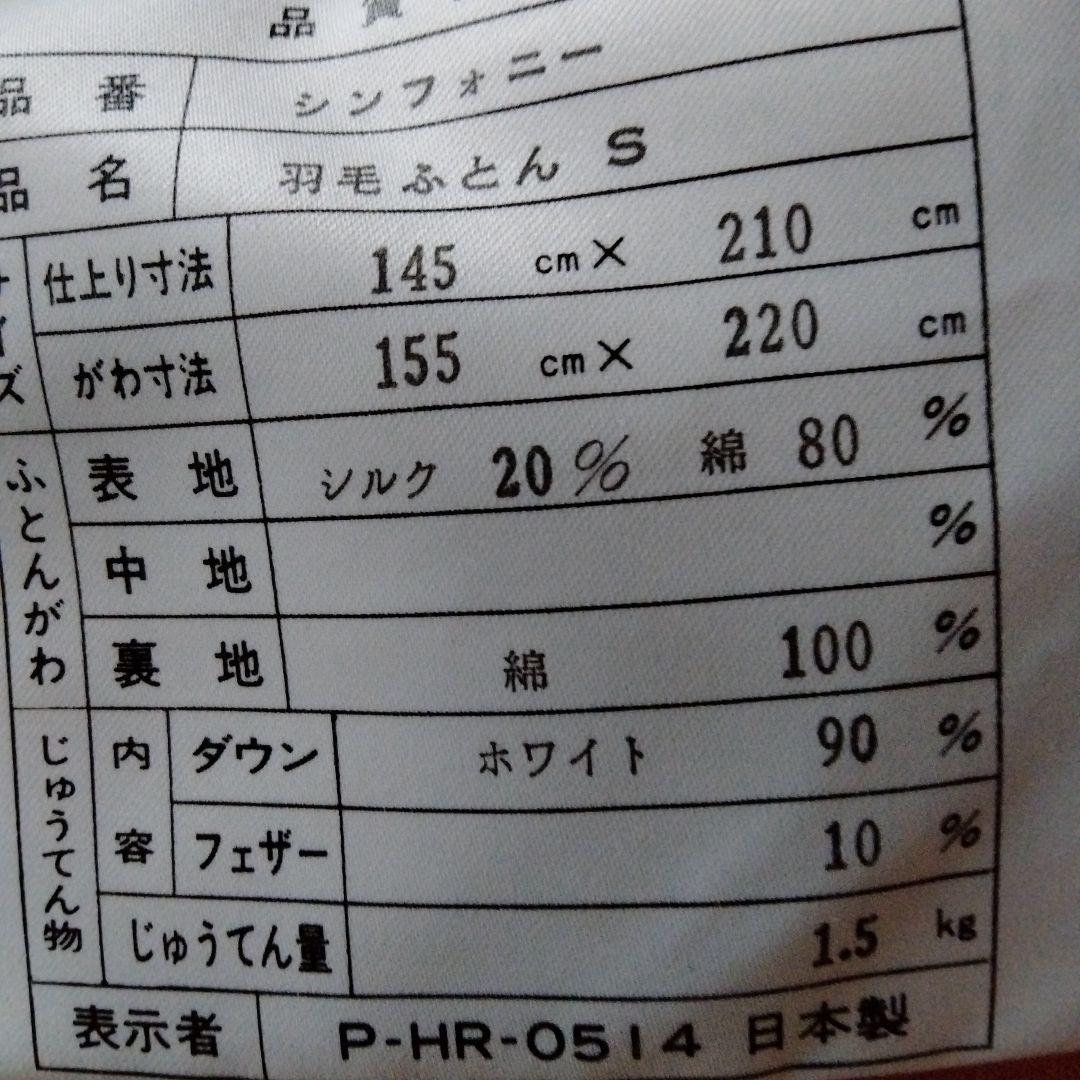 品質
品番 シンフォニー
品名 羽毛ふとん S
サイズ 仕上り寸法 145 cm × 210 cm
がわ寸法 155 cm × 220 cm
ふとんがわ 表地 シルク 20% 綿 80 %
中地 %
裏地 綿 100 %
じゅうてん物 内容 ダウン ホワイト 90 %
フェザー 10 %
じゅうてん量 1.5 kg
表示者 P-HR-0514 日本製